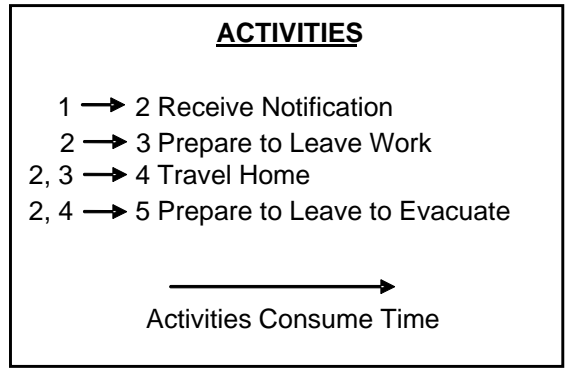 ACTIVITIES
1 → 2 Receive Notification
2 → 3 Prepare to Leave Work
2, 3 → 4 Travel Home
2, 4 → 5 Prepare to Leave to Evacuate
Activities Consume Time